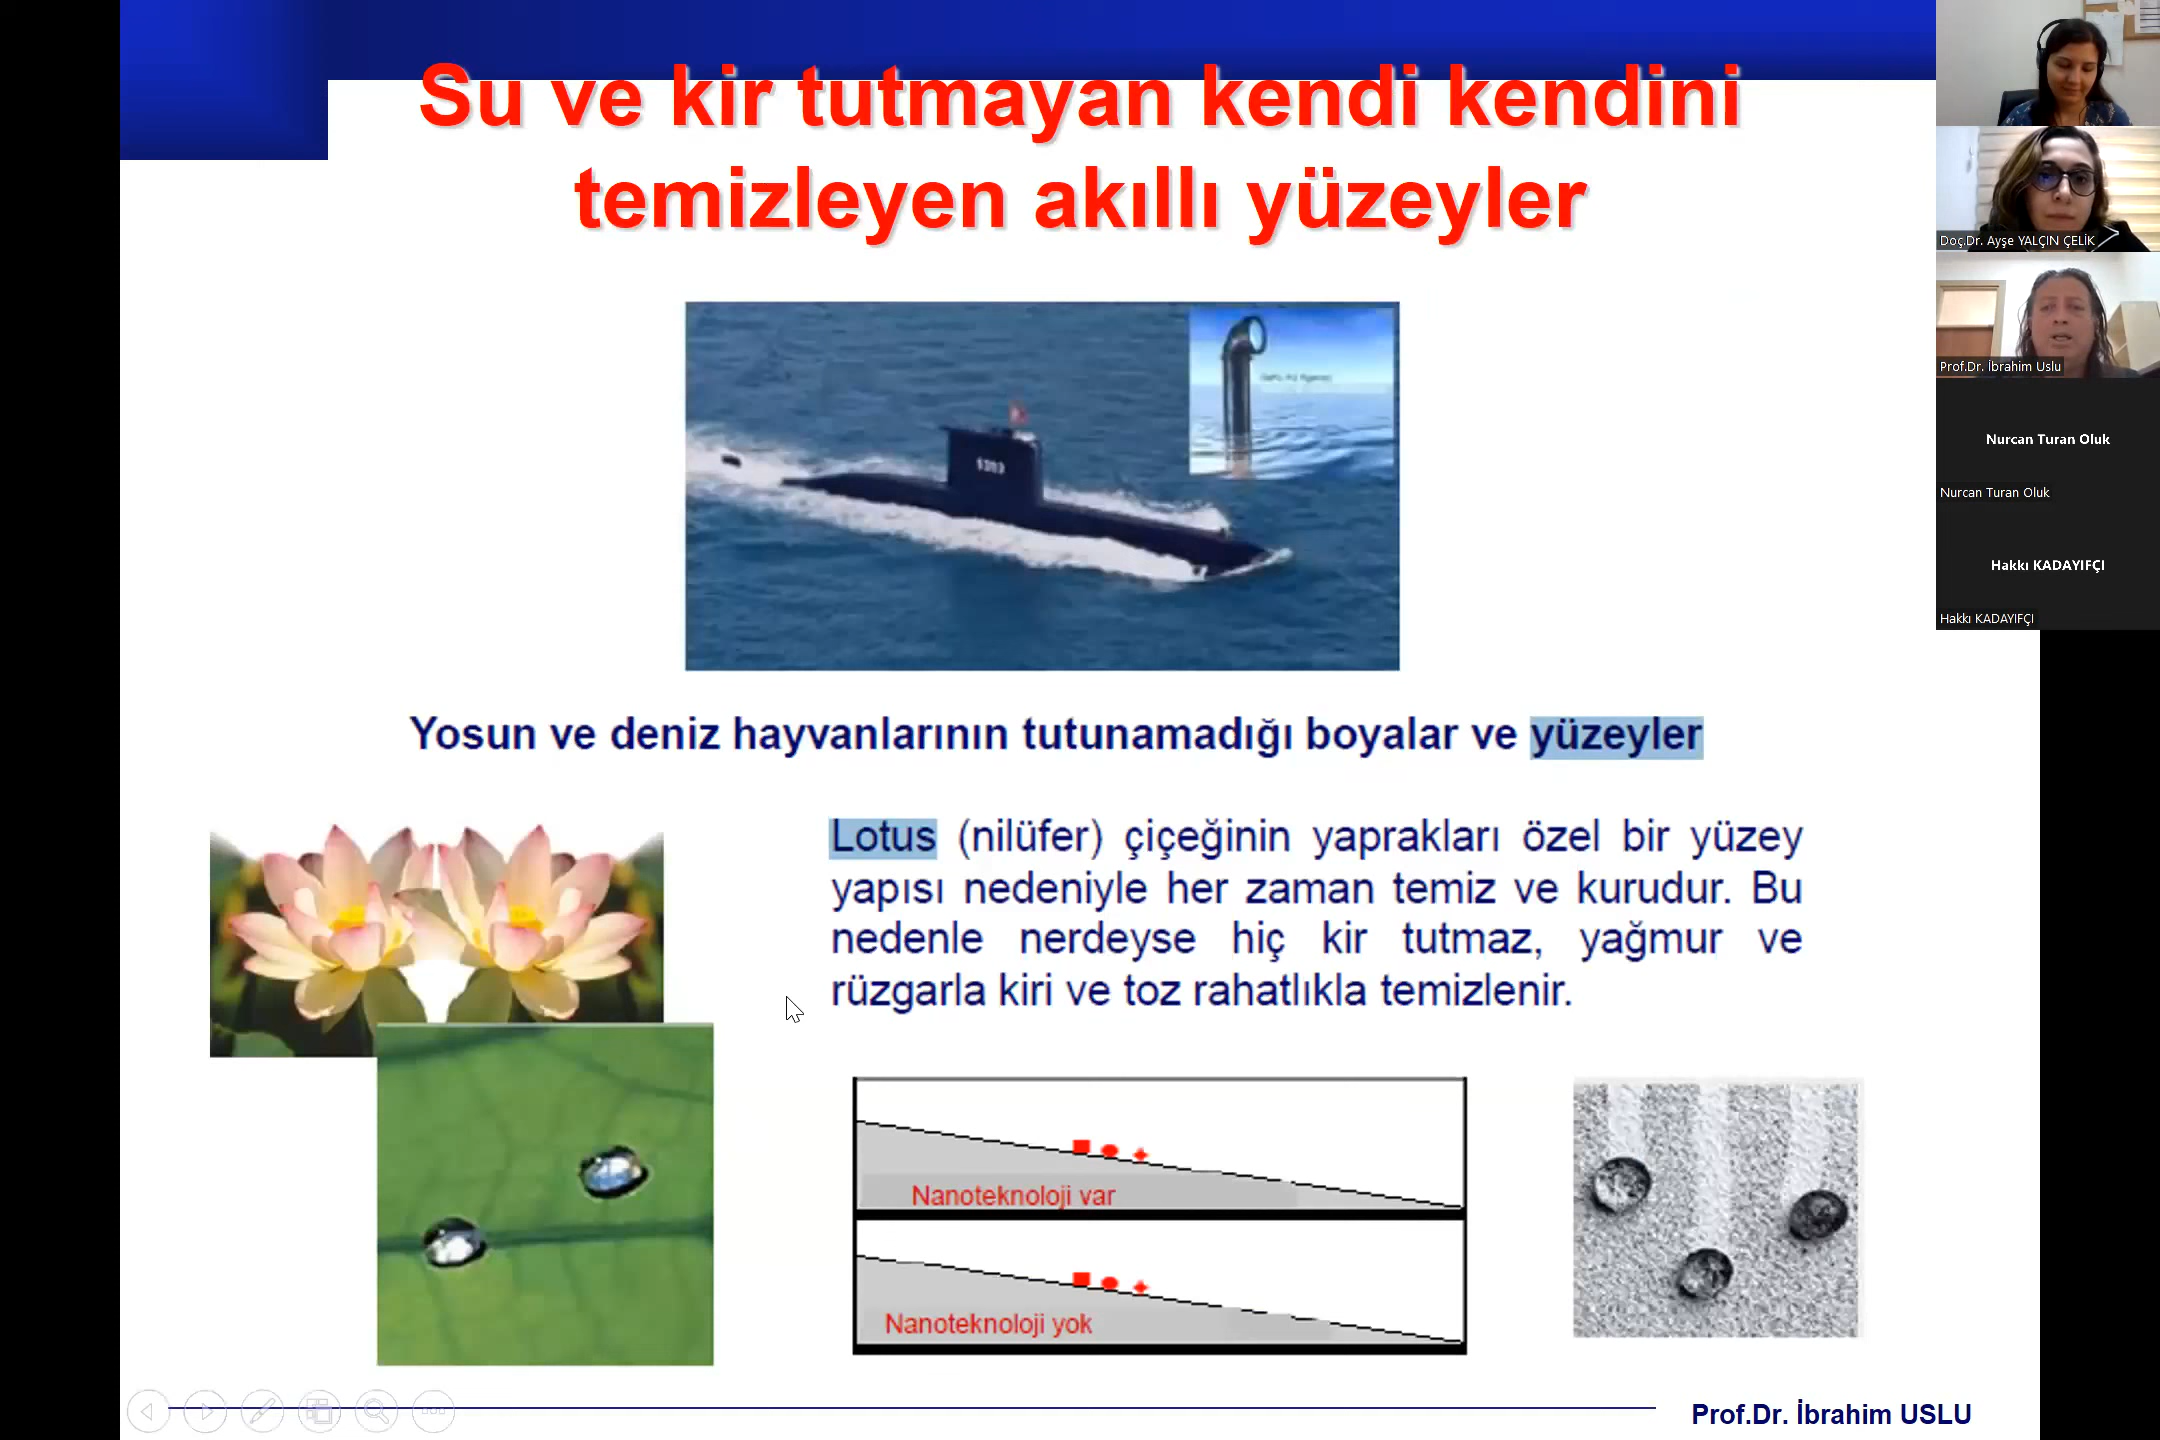 Su ve kir tutmayan kendi kendini
temizleyen akıllı yüzeyler
Yosun ve deniz hayvanlarının tutunamadığı boyalar ve yüzeyler
Lotus (nilüfer) çiçeğinin yaprakları özel bir yüzey
yapısı nedeniyle her zaman temiz ve kurudur. Bu
nedenle nerdeyse hiç kir tutmaz, yağmur ve
rüzgarla kiri ve toz rahatlıkla temizlenir.
Nanoteknoloji var
Nanoteknoloji yok
Prof.Dr. İbrahim USLU
Doç.Dr. Ayşe YALÇIN ÇELİK
Prof.Dr. İbrahim Uslu
Nurcan Turan Oluk
Nurcan Turan Oluk
Hakkı KADAYIFÇI
Hakkı KADAYIFÇI